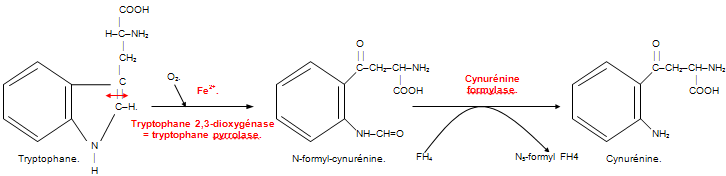 COOH
H–C–NH₂
CH₂
C
C–H.
N
H
Tryptophane.
O₂.
Fe²⁺.
Tryptophane 2,3-dioxygénase
= tryptophane pyrrolase.
O
C–CH₂–CH–NH₂
COOH
NH–CH=O
N-formyl-cynurénine.
Cynurénine
formylase.
FH₄
N₅-formyl FH4
O
C–CH₂–CH–NH₂
COOH
NH₂
Cynurénine.